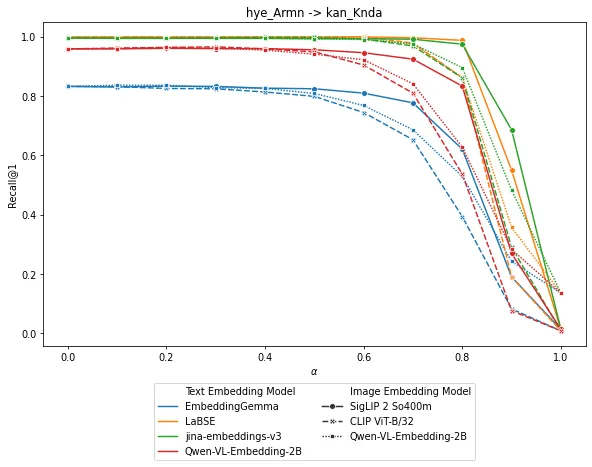 hye_Armn -> kan_Knda
Recall@1
1.0
0.8
0.6
0.4
0.2
0.0
0.0 0.2 0.4 0.6 0.8 1.0
α
Text Embedding Model
EmbeddingGemma
LaBSE
jina-embeddings-v3
Qwen-VL-Embedding-2B
Image Embedding Model
SigLIP 2 So400m
CLIP ViT-B/32
Qwen-VL-Embedding-2B